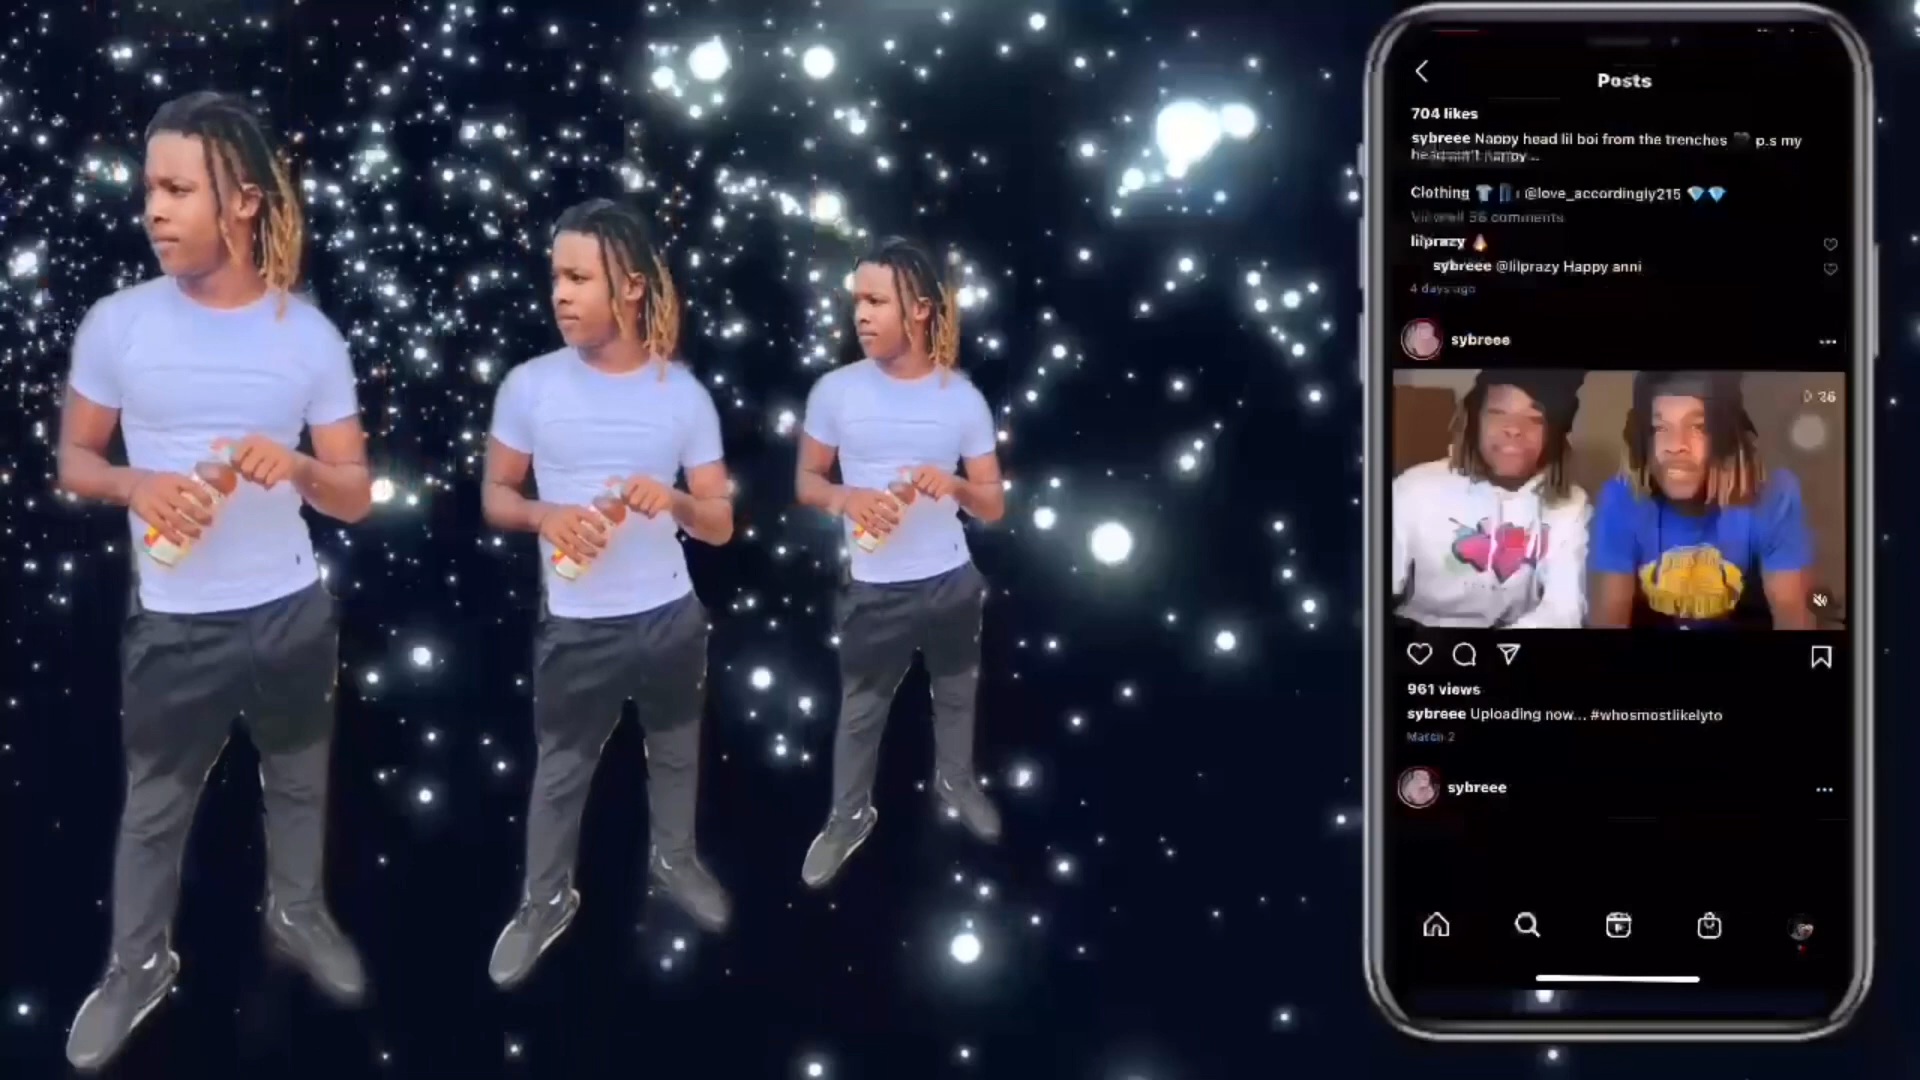 Posts
704 likes
sybreee Nappy head lil boi from the trenches 🖤 p.s my
Clothing 👕👖: @love_accordingly215 💎💎
56 comments
lilprazy 🔥
sybreee @lilprazy Happy anni
4 days ago
sybreee
36
961 views
sybreee Uploading now... #whosmostlikelyto
March 2
sybreee